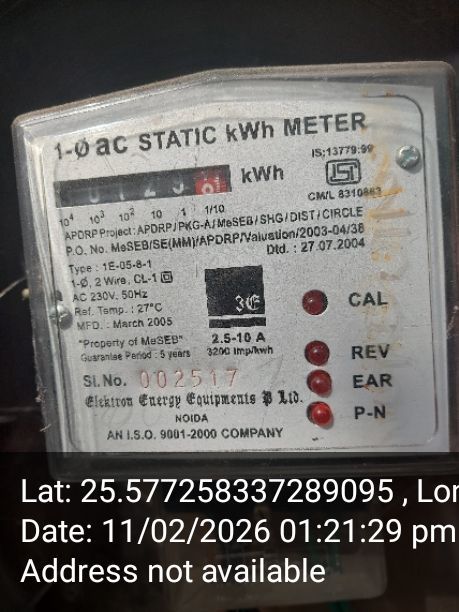 1-Ø ac STATIC kWh METER
IS;13779:99
kWh
ISI
CM/L 8310883
10⁴ 10³ 10² 10 1 1/10
APDRP Project: APDRP/PKG-A/MeSEB/SHG/DIST/CIRCLE
P.O. No. MeSEB/SE(MM)/APDRP/Valuation/2003-04/38
Dtd. : 27.07.2004
Type : 1E-05-8-1
1-Ø, 2 Wire, CL-1
AC 230V, 50Hz
Ref. Temp. : 27°C
MFD. : March 2005
3E
CAL
"Property of MeSEB"
2.5-10 A
REV
Guarantee Period : 5 years
3200 imp/kwh
Sl.No. 002517
EAR
Elektron Energy Equipments P Ltd.
P-N
NOIDA
AN I.S.O. 9001-2000 COMPANY
Lat: 25.577258337289095 , Lon
Date: 11/02/2026 01:21:29 pm
Address not available